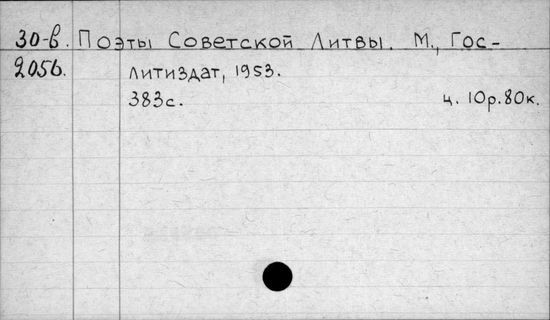 30-в. Поэты Советской Литвы. М., Гос-
2056. литиздат, 1953.
383с. ц. 10р.80к.